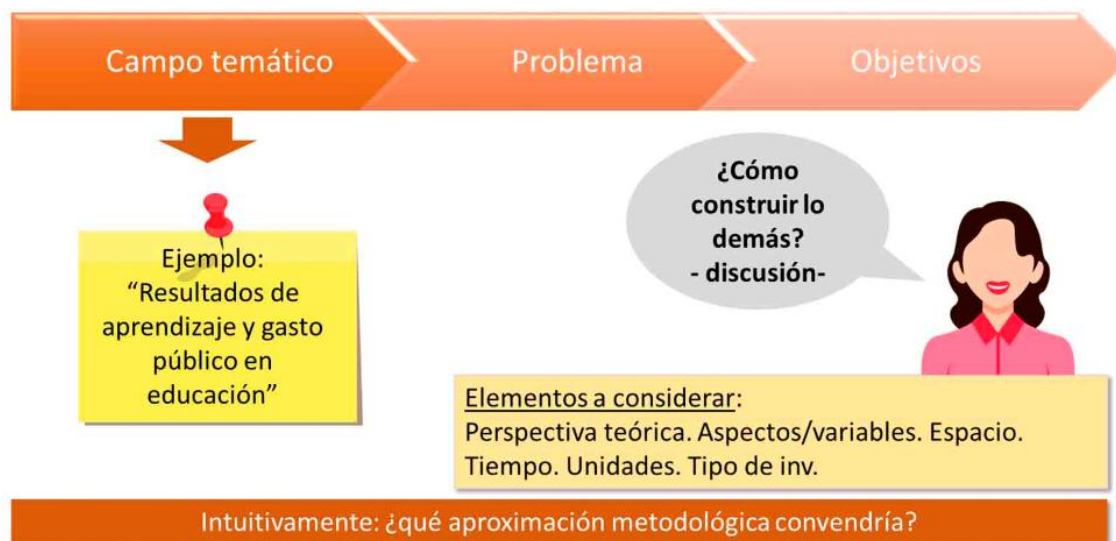 Campo temático
Problema
Objetivos
Ejemplo:
“Resultados de
aprendizaje y gasto
público en
educación”
¿Cómo
construir lo
demás?
- discusión-
Elementos a considerar:
Perspectiva teórica. Aspectos/variables. Espacio.
Tiempo. Unidades. Tipo de inv.
Intuitivamente: ¿qué aproximación metodológica convendría?